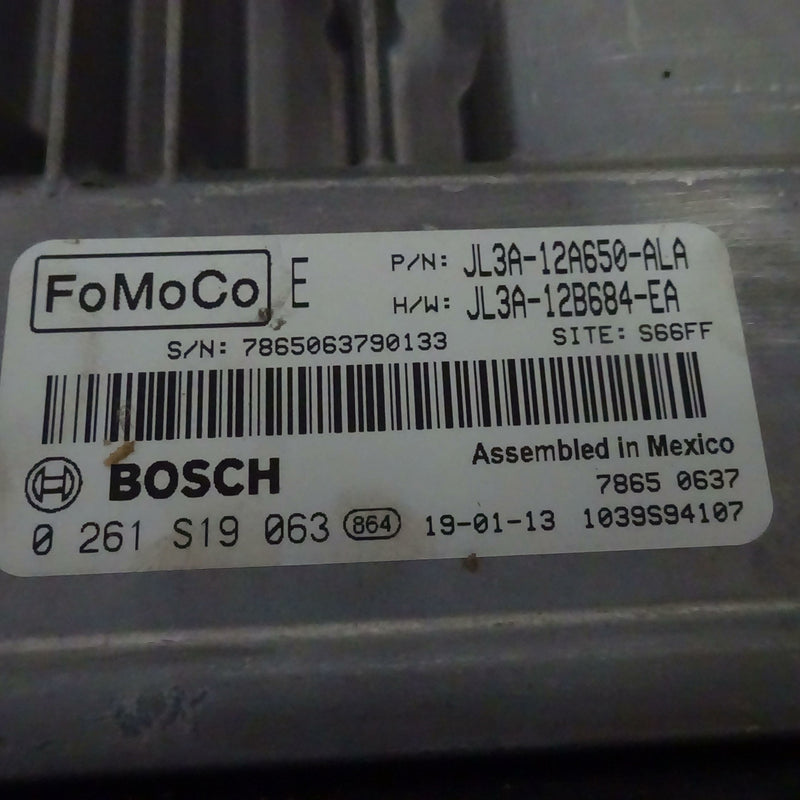 FoMoCo E
P/N: JL3A-12A650-ALA
H/W: JL3A-12B684-EA
S/N: 7865063790133 SITE: S66FF
Assembled in Mexico
BOSCH 7865 0637
0 261 S19 063 864 19-01-13 1039S94107